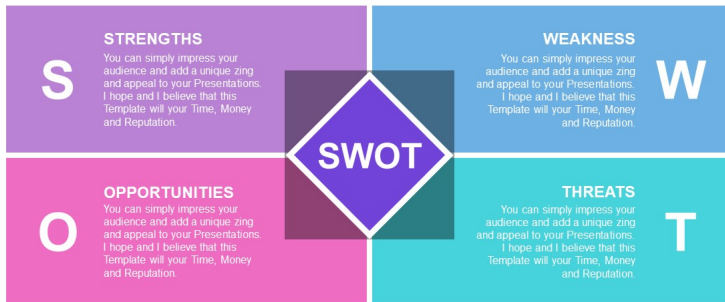 S
STRENGTHS
You can simply impress your
audience and add a unique zing
and appeal to your Presentations.
I hope and I believe that this
Template will your Time, Money
and Reputation.
WEAKNESS
You can simply impress your
audience and add a unique zing
and appeal to your Presentations.
I hope and I believe that this
Template will your Time, Money
and Reputation.
W
SWOT
O
OPPORTUNITIES
You can simply impress your
audience and add a unique zing
and appeal to your Presentations.
I hope and I believe that this
Template will your Time, Money
and Reputation.
THREATS
You can simply impress your
audience and add a unique zing
and appeal to your Presentations.
I hope and I believe that this
Template will your Time, Money
and Reputation.
T